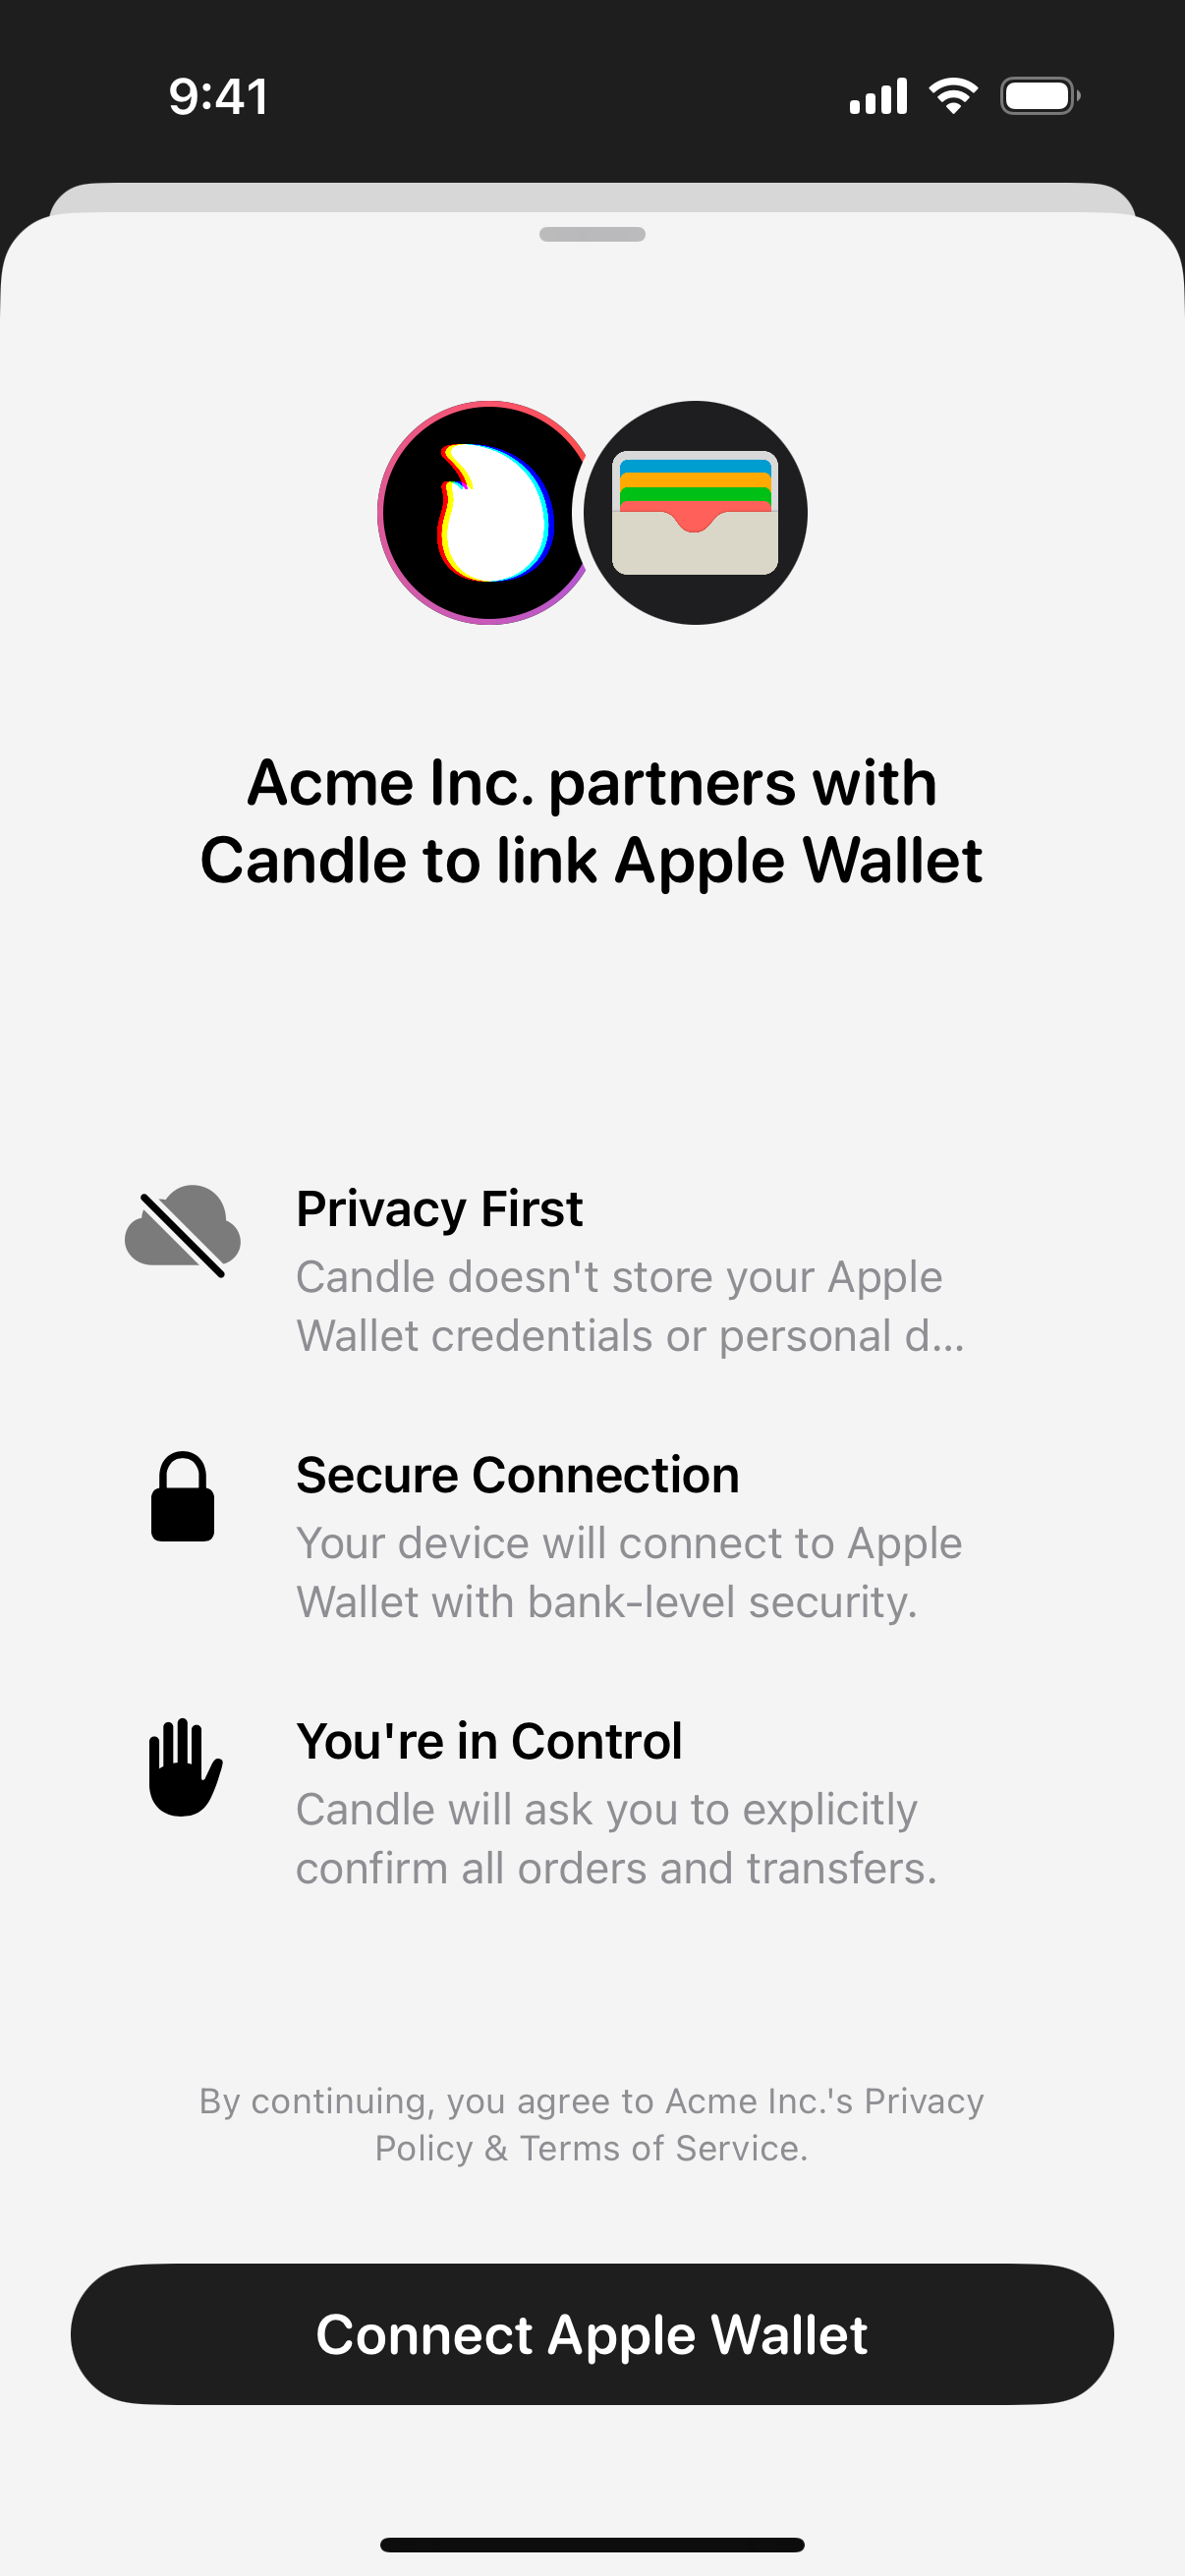 9:41
Acme Inc. partners with
Candle to link Apple Wallet
Privacy First
Candle doesn't store your Apple
Wallet credentials or personal d...
Secure Connection
Your device will connect to Apple
Wallet with bank-level security.
You're in Control
Candle will ask you to explicitly
confirm all orders and transfers.
By continuing, you agree to Acme Inc.'s Privacy
Policy & Terms of Service.
Connect Apple Wallet